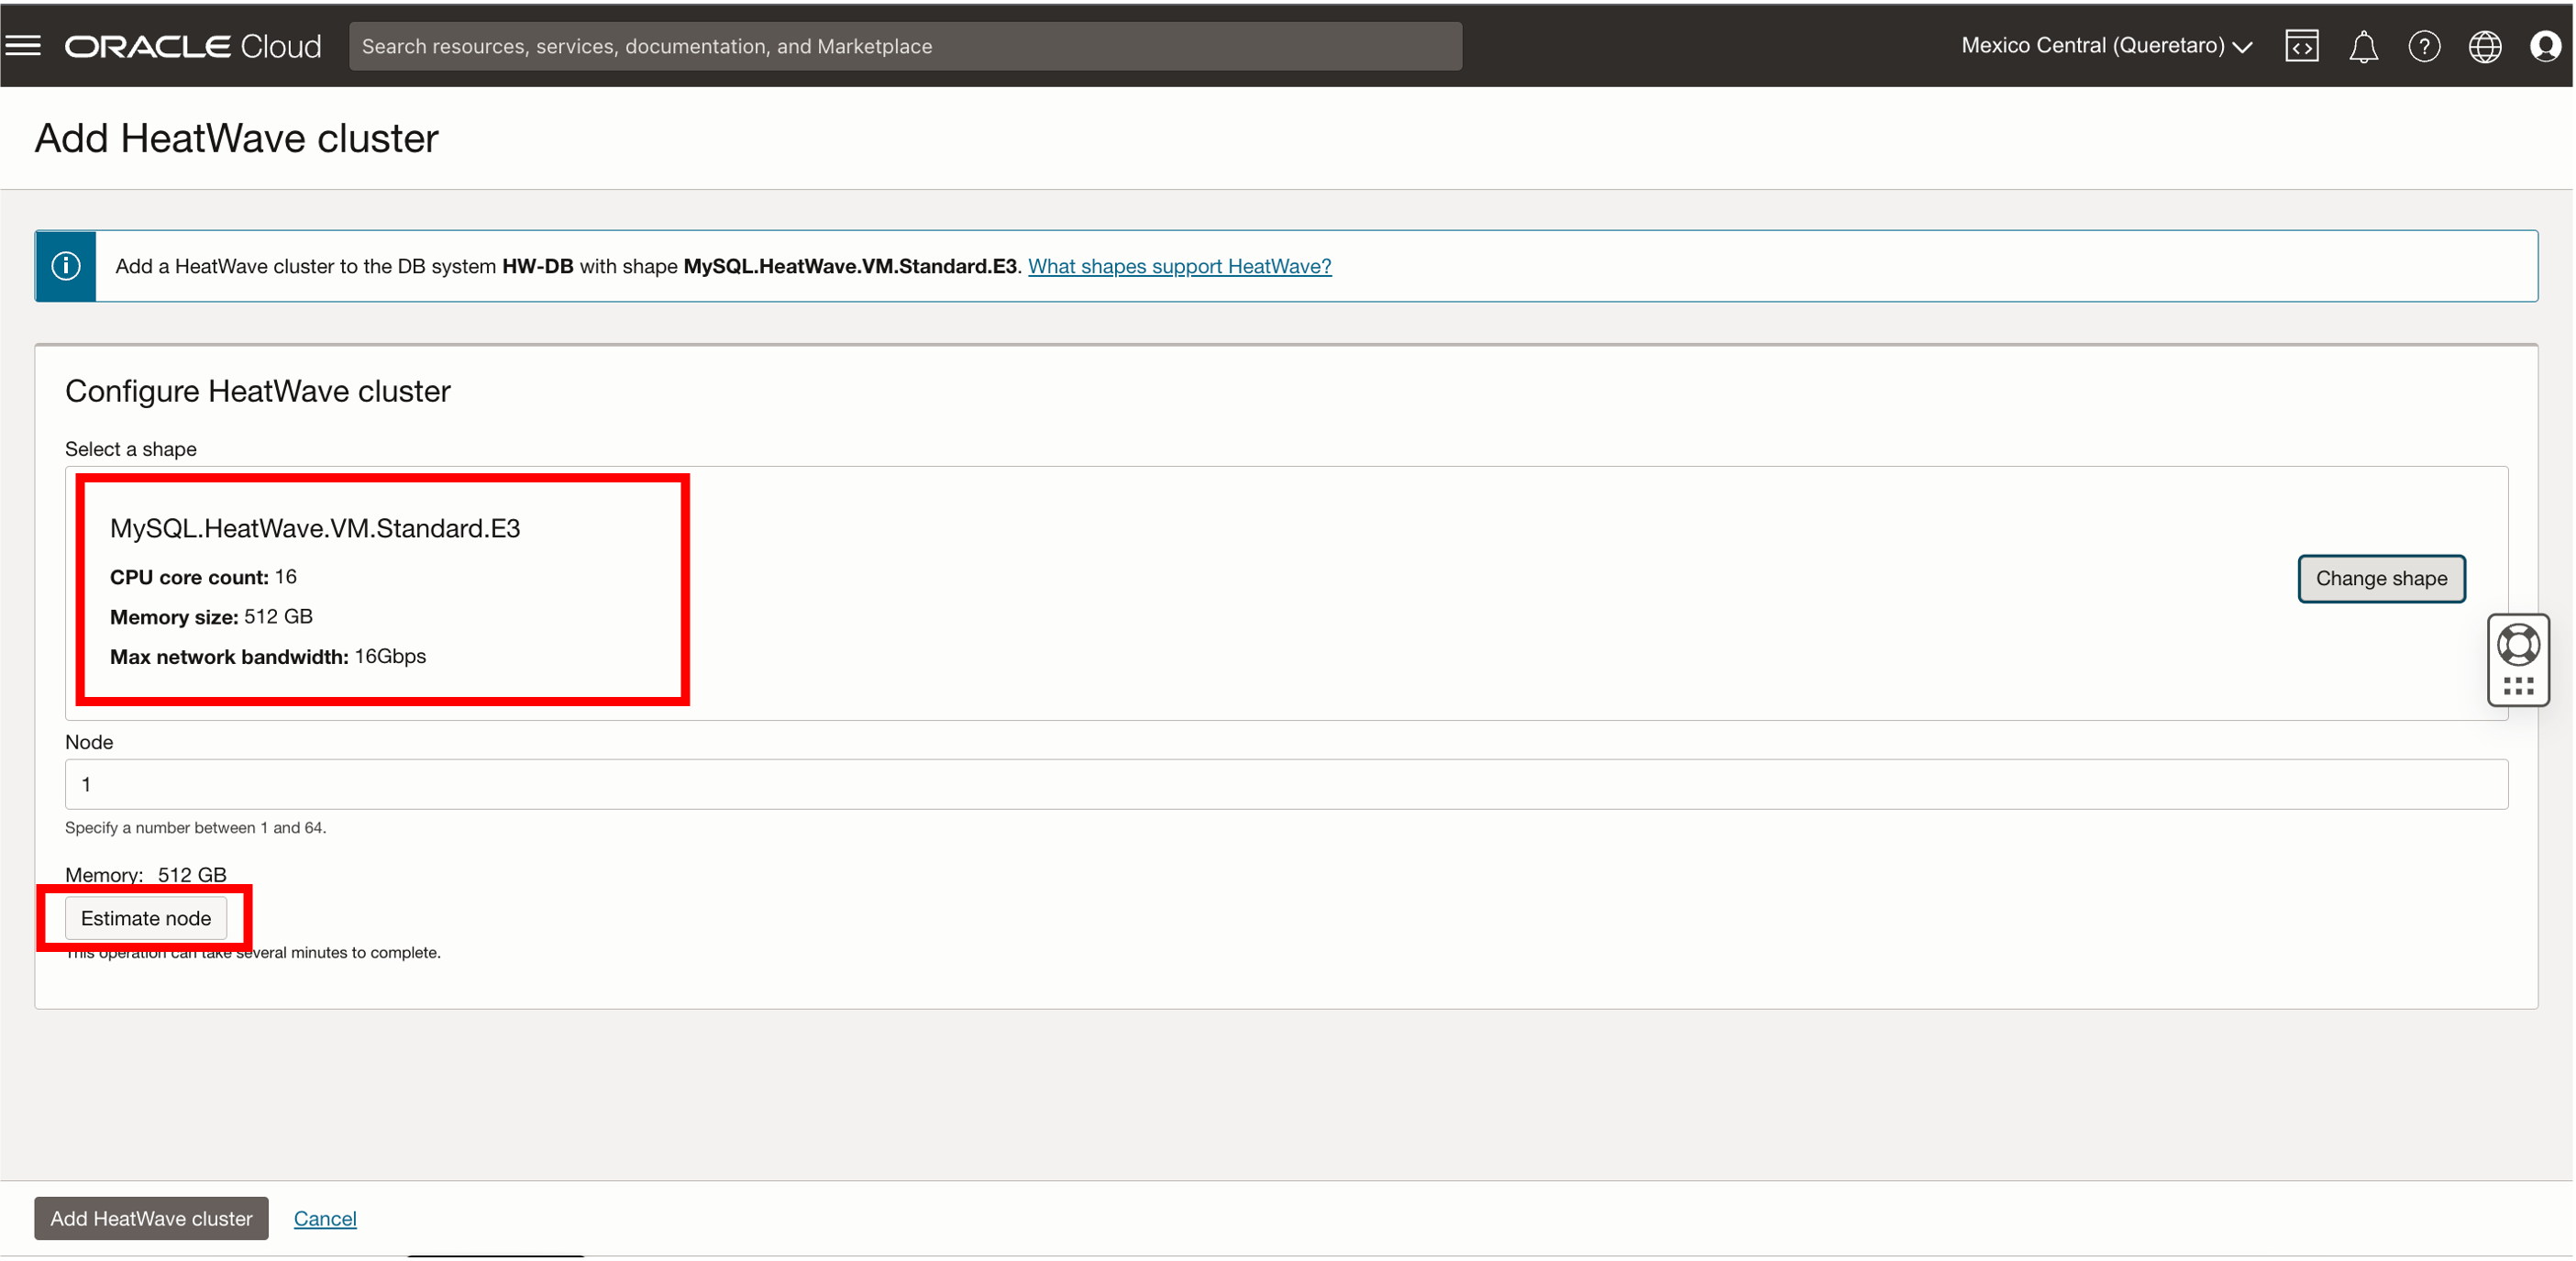 ORACLE Cloud
Search resources, services, documentation, and Marketplace
Mexico Central (Queretaro)
Add HeatWave cluster
Add a HeatWave cluster to the DB system HW-DB with shape MySQL.HeatWave.VM.Standard.E3. What shapes support HeatWave?
Configure HeatWave cluster
Select a shape
MySQL.HeatWave.VM.Standard.E3
CPU core count: 16
Memory size: 512 GB
Max network bandwidth: 16Gbps
Change shape
Node
1
Specify a number between 1 and 64.
Memory: 512 GB
Estimate node
This operation can take several minutes to complete.
Add HeatWave cluster
Cancel